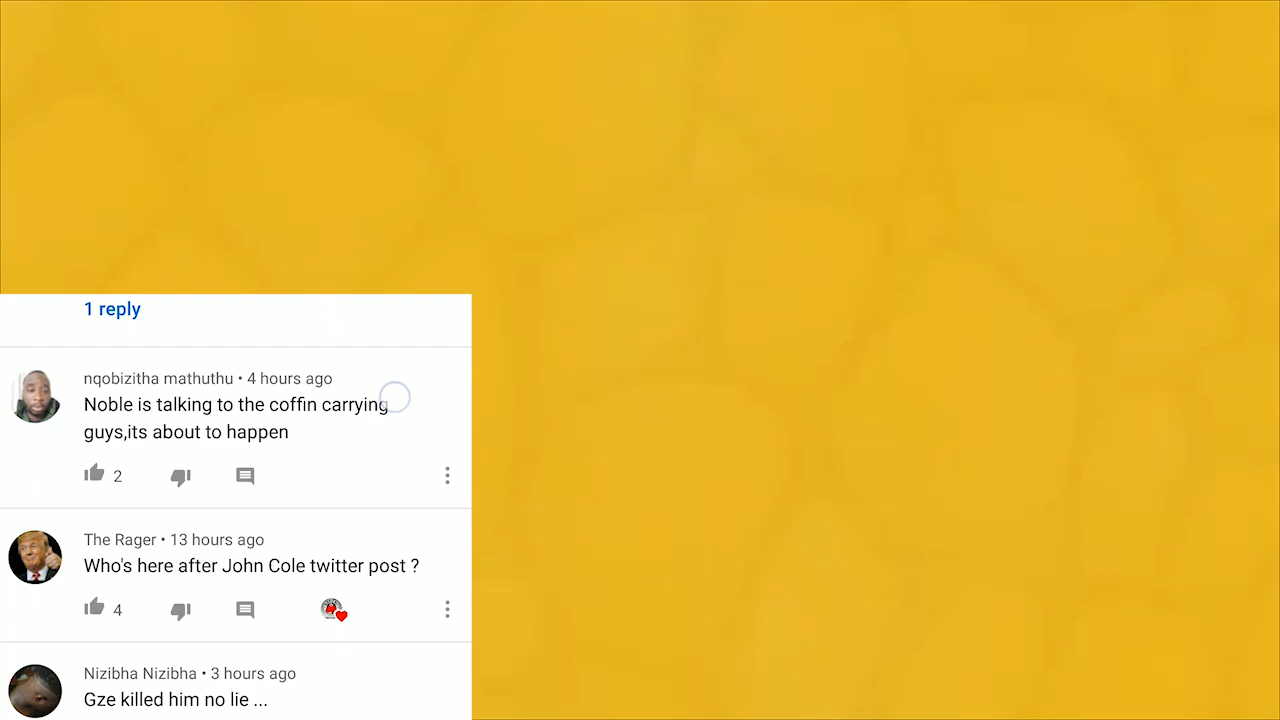 1 reply
nqobizitha mathuthu • 4 hours ago
Noble is talking to the coffin carrying
guys,its about to happen
2
The Rager • 13 hours ago
Who's here after John Cole twitter post ?
4
Nizibha Nizibha • 3 hours ago
Gze killed him no lie ...